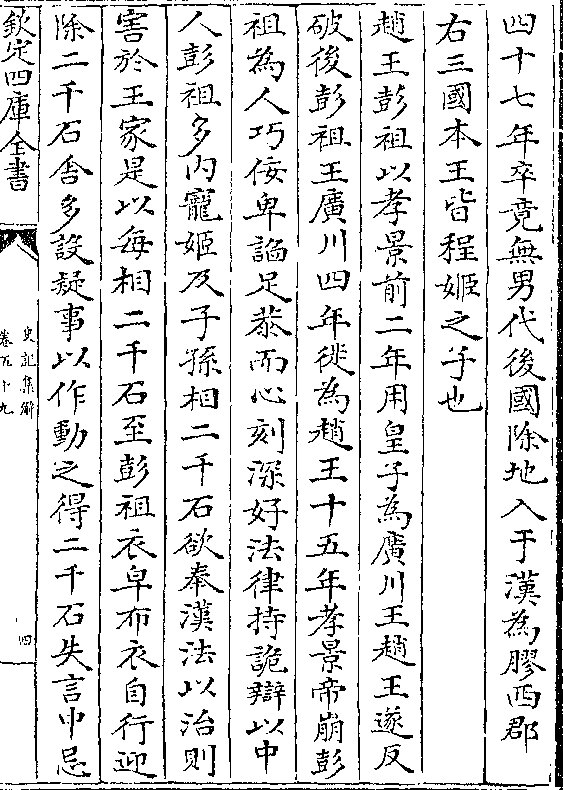 四十七年卒竟無男代後國除地入于漢為膠西郡
右三國本王皆程姬之子也
趙王彭祖以孝景前二年用皇子為廣川王趙王遂反
破後彭祖王廣川四年徙為趙王十五年孝景帝崩彭
祖為人巧佞卑諂足恭而心刻深好法律持詭辯以中
人彭祖多内寵姬及子孫相二千石欲奉漢法以治則
害於王家是以每相二千石至彭祖衣皁布衣自行迎
除二千石舍多設疑事以作動之得二千石失言中忌
欽定四庫全書
史記集解
卷五十九
四